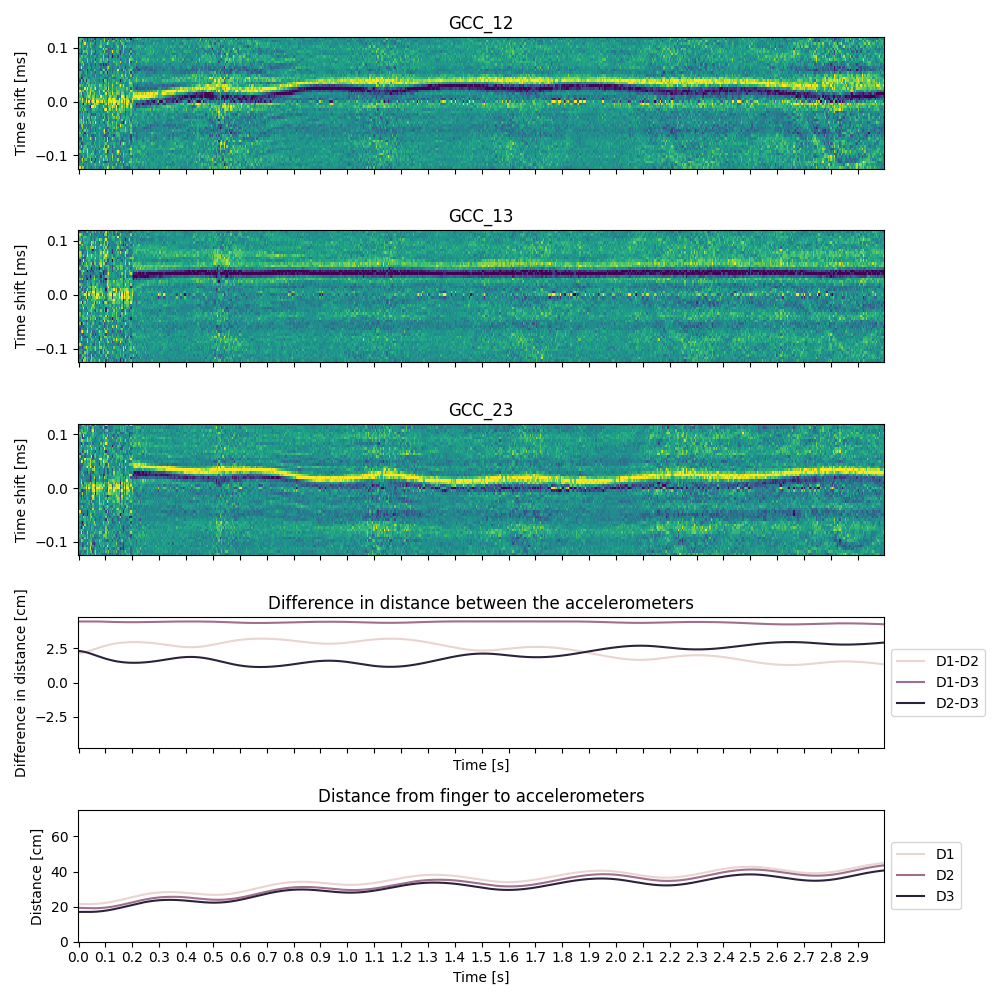 GCC_12
Time shift [ms]
0.1
0.0
−0.1
GCC_13
Time shift [ms]
0.1
0.0
−0.1
GCC_23
Time shift [ms]
0.1
0.0
−0.1
Difference in distance between the accelerometers
Difference in distance [cm]
2.5
0.0
−2.5
D1-D2
D1-D3
D2-D3
Time [s]
Distance from finger to accelerometers
Distance [cm]
60
40
20
0
D1
D2
D3
0.0 0.1 0.2 0.3 0.4 0.5 0.6 0.7 0.8 0.9 1.0 1.1 1.2 1.3 1.4 1.5 1.6 1.7 1.8 1.9 2.0 2.1 2.2 2.3 2.4 2.5 2.6 2.7 2.8 2.9
Time [s]